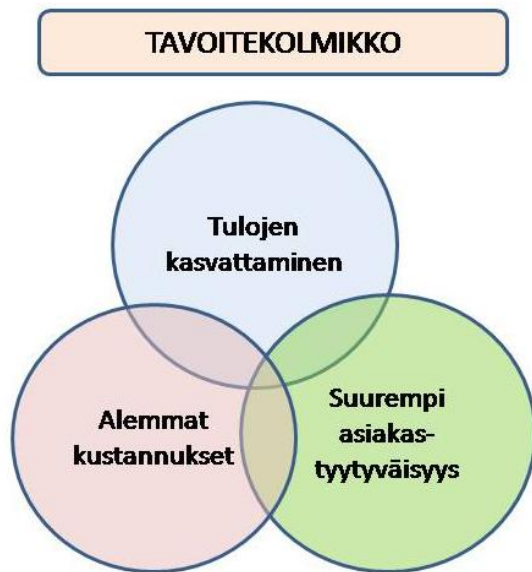 TAVOITEKOLMIKKO
Tulojen
kasvattaminen
Alemmat
kustannukset
Suurempi
asiakas-
tyytyväisyys